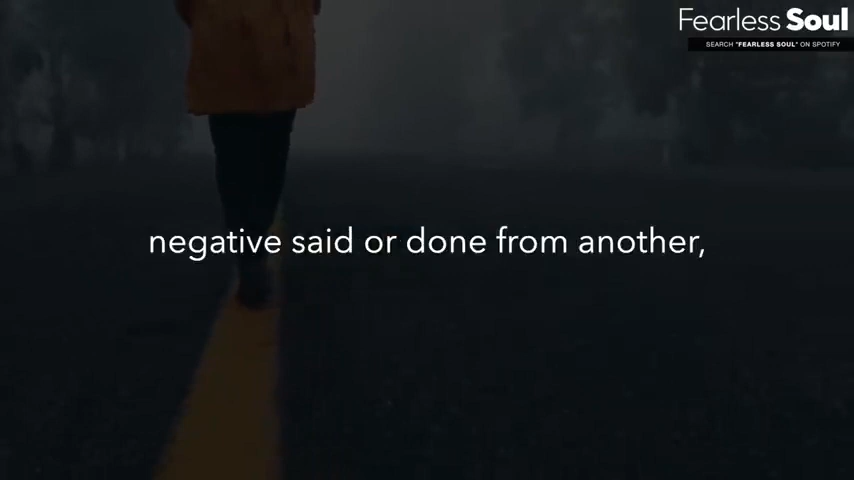 Fearless Soul
SEARCH "FEARLESS SOUL" ON SPOTIFY
negative said or done from another,